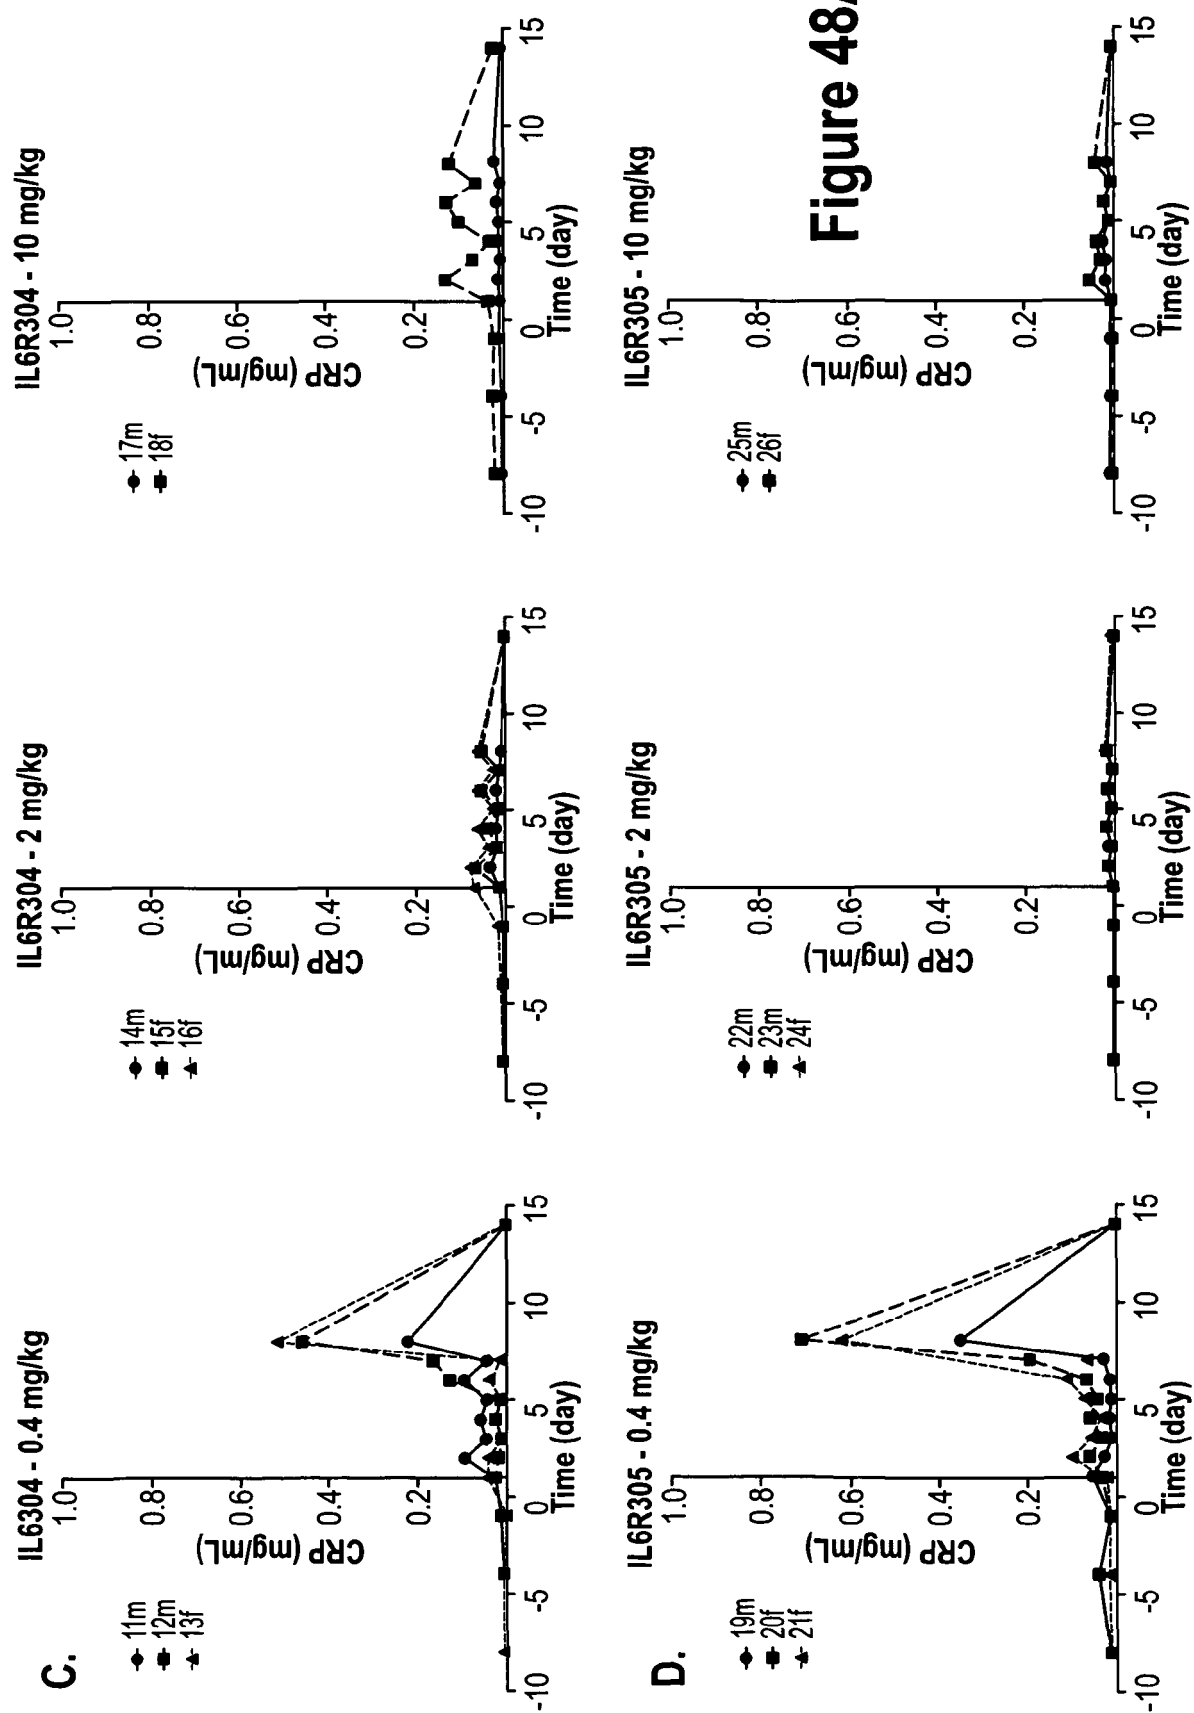 C.
IL6304 - 0.4 mg/kg
11m
12m
13f
CRP (mg/mL)
1.0
0.8
0.6
0.4
0.2
-10 -5 0 5 10 15
Time (day)
IL6R304 - 2 mg/kg
14m
15f
16f
CRP (mg/mL)
1.0
0.8
0.6
0.4
0.2
-10 -5 0 5 10 15
Time (day)
IL6R304 - 10 mg/kg
17m
18f
CRP (mg/mL)
1.0
0.8
0.6
0.4
0.2
-10 -5 0 5 10 15
Time (day)
D.
IL6R305 - 0.4 mg/kg
19m
20f
21f
CRP (mg/mL)
1.0
0.8
0.6
0.4
0.2
-10 -5 0 5 10 15
Time (day)
IL6R305 - 2 mg/kg
22m
23m
24f
CRP (mg/mL)
1.0
0.8
0.6
0.4
0.2
-10 -5 0 5 10 15
Time (day)
IL6R305 - 10 mg/kg
25m
26f
CRP (mg/mL)
1.0
0.8
0.6
0.4
0.2
-10 -5 0 5 10 15
Time (day)
Figure 48